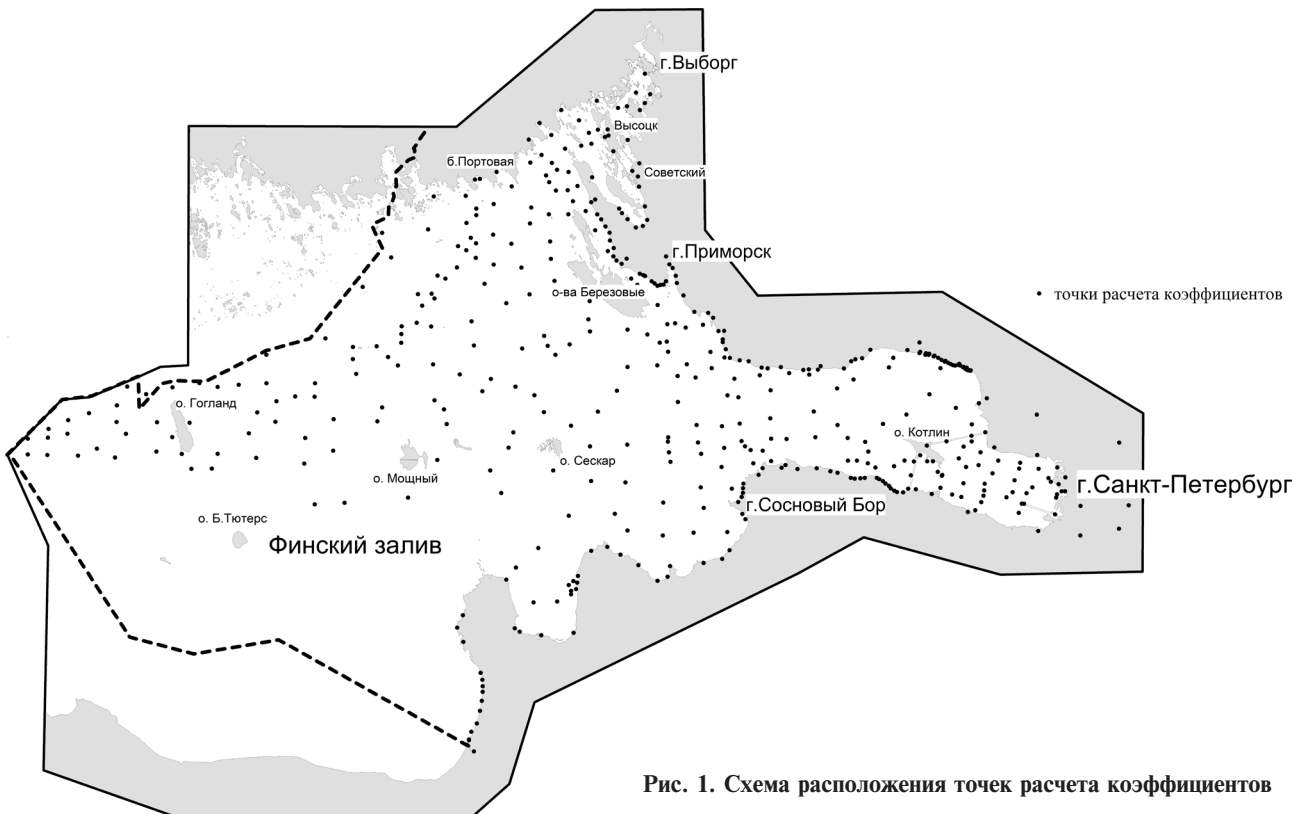 г.Выборг
Высоцк
б.Портовая
Советский
г.Приморск
о-ва Березовые
точки расчета коэффициентов
о. Гогланд
о. Котлин
о. Сескар
о. Мощный
г.Санкт-Петербург
г.Сосновый Бор
о. Б.Тютерс
Финский залив
Рис. 1. Схема расположения точек расчета коэффициентов